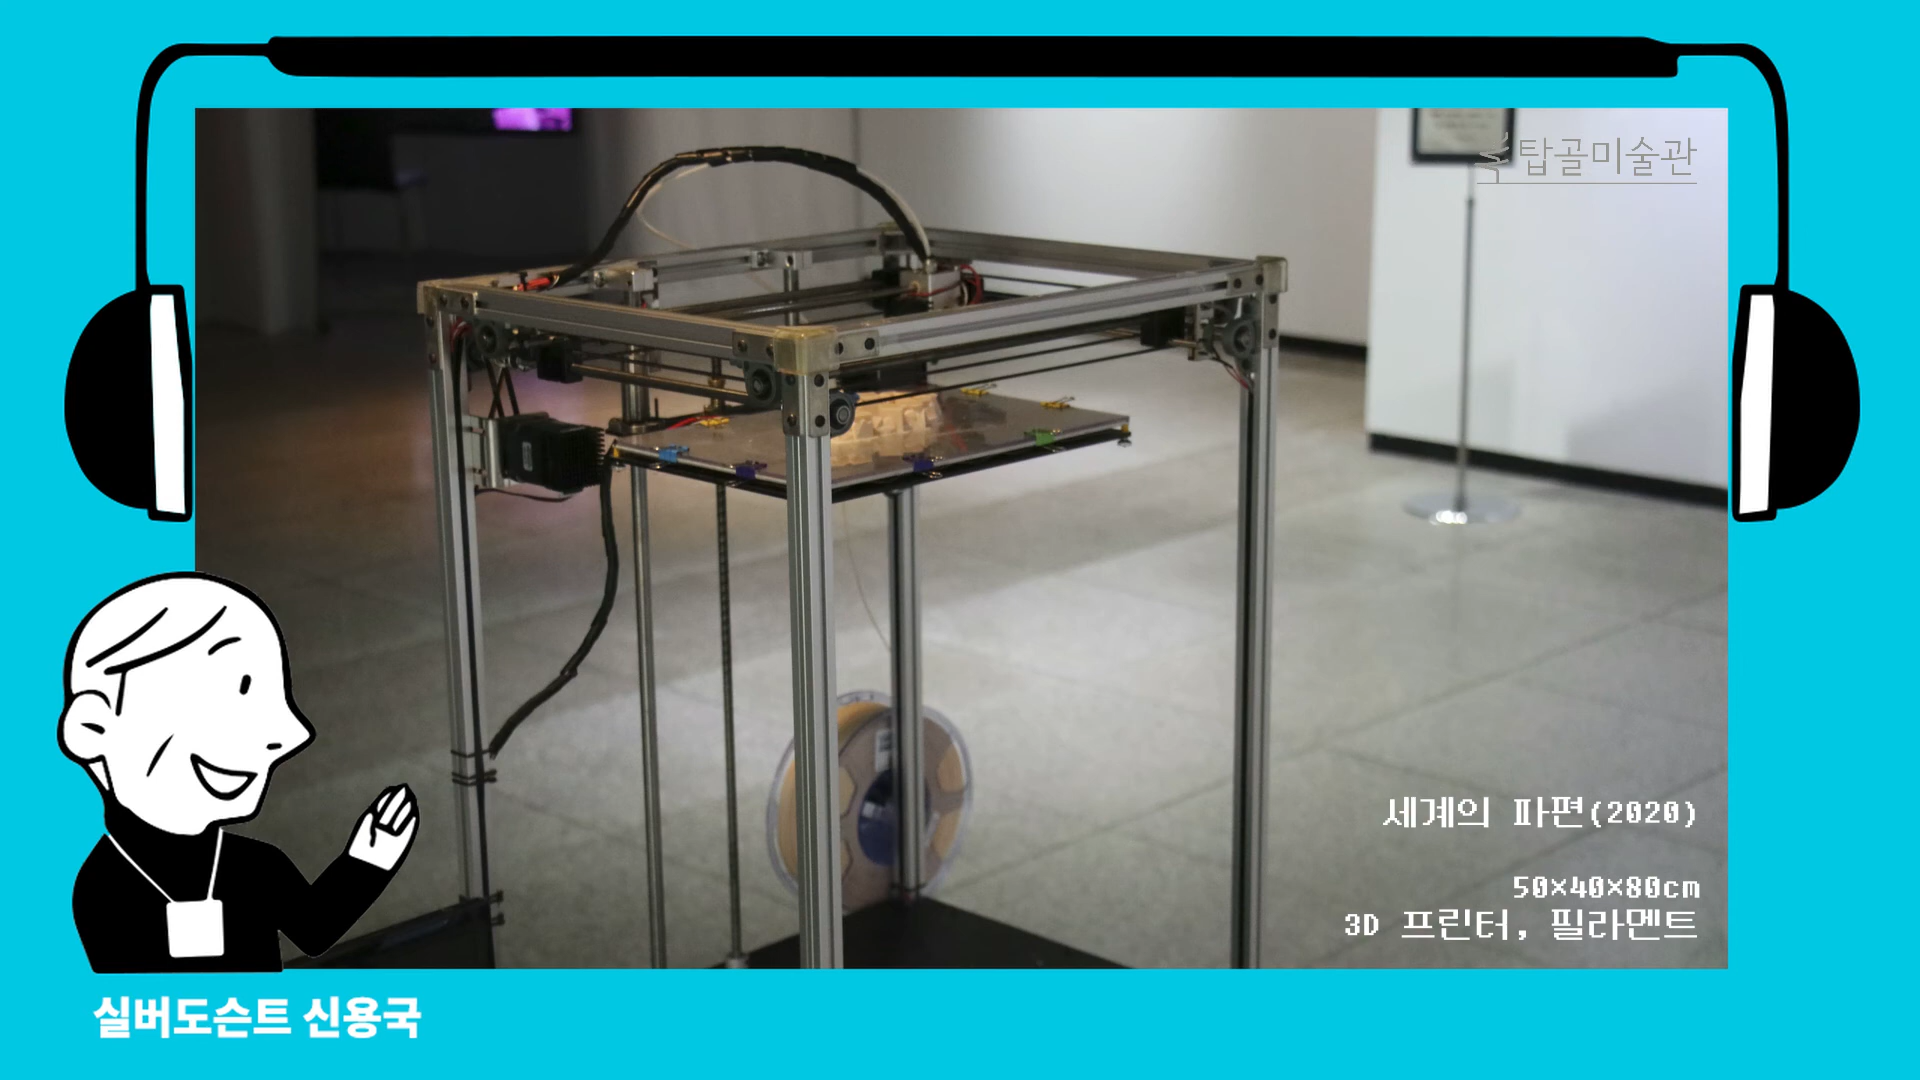 탑골미술관
세계의 파편(2020)
50×40×80cm
3D 프린터, 필라멘트
실버도슨트 신용국